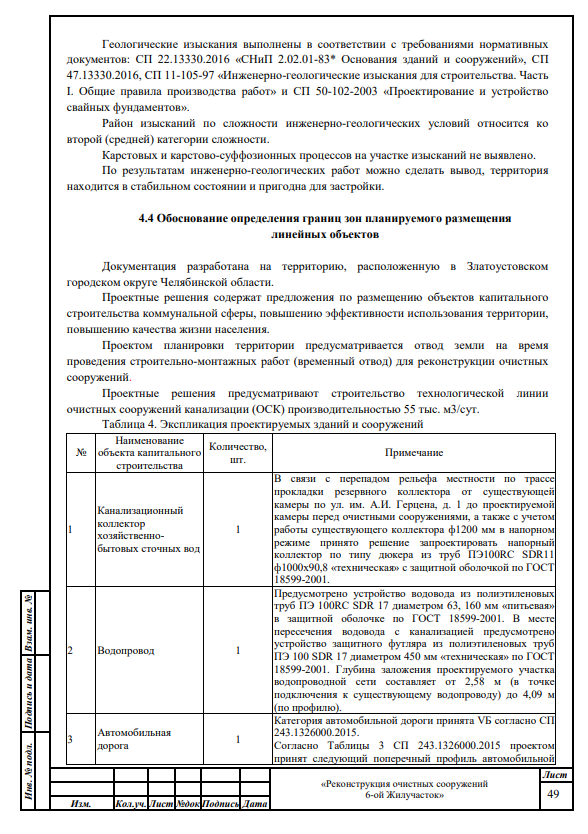 Геологические изыскания выполнены в соответствии с требованиями нормативных
документов: СП 22.13330.2016 «СНиП 2.02.01-83* Основания зданий и сооружений», СП
47.13330.2016, СП 11-105-97 «Инженерно-геологические изыскания для строительства. Часть
I. Общие правила производства работ» и СП 50-102-2003 «Проектирование и устройство
свайных фундаментов».
Район изысканий по сложности инженерно-геологических условий относится ко
второй (средней) категории сложности.
Карстовых и карстово-суффозионных процессов на участке изысканий не выявлено.
По результатам инженерно-геологических работ можно сделать вывод, территория
находится в стабильном состоянии и пригодна для застройки.
4.4 Обоснование определения границ зон планируемого размещения
линейных объектов
Документация разработана на территорию, расположенную в Златоустовском
городском округе Челябинской области.
Проектные решения содержат предложения по размещению объектов капитального
строительства коммунальной сферы, повышению эффективности использования территории,
повышению качества жизни населения.
Проектом планировки территории предусматривается отвод земли на время
проведения строительно-монтажных работ (временный отвод) для реконструкции очистных
сооружений.
Проектные решения предусматривают строительство технологической линии
очистных сооружений канализации (ОСК) производительностью 55 тыс. м3/сут.
Таблица 4. Экспликация проектируемых зданий и сооружений
№
Наименование
объекта капитального
строительства
Количество,
шт.
Примечание
1
Канализационный
коллектор
хозяйственно-
бытовых сточных вод
1
В связи с перепадом рельефа местности по трассе
прокладки резервного коллектора от существующей
камеры по ул. им. А.И. Герцена, д. 1 до проектируемой
камеры перед очистными сооружениями, а также с учетом
работы существующего коллектора ф1200 мм в напорном
режиме принято решение запроектировать напорный
коллектор по типу дюкера из труб ПЭ100RC SDR11
ф1000х90,8 «техническая» с защитной оболочкой по ГОСТ
18599-2001.
2
Водопровод
1
Предусмотрено устройство водовода из полиэтиленовых
труб ПЭ 100RC SDR 17 диаметром 63, 160 мм «питьевая»
в защитной оболочке по ГОСТ 18599-2001. В месте
пересечения водовода с канализацией предусмотрено
устройство защитного футляра из полиэтиленовых труб
ПЭ 100 SDR 17 диаметром 450 мм «техническая» по ГОСТ
18599-2001. Глубина заложения проектируемого участка
водопроводной сети составляет от 2,58 м (в точке
подключения к существующему водопроводу) до 4,09 м
(по профилю).
3
Автомобильная
дорога
1
Категория автомобильной дороги принята VБ согласно СП
243.1326000.2015.
Согласно Таблицы 3 СП 243.1326000.2015 проектом
принят следующий поперечный профиль автомобильной
Взам. инв. №
Подпись и дата
Инв. № подл.
Изм.
Кол.уч.
Лист
№док
Подпись
Дата
«Реконструкция очистных сооружений
6-ой Жилучасток»
Лист
49